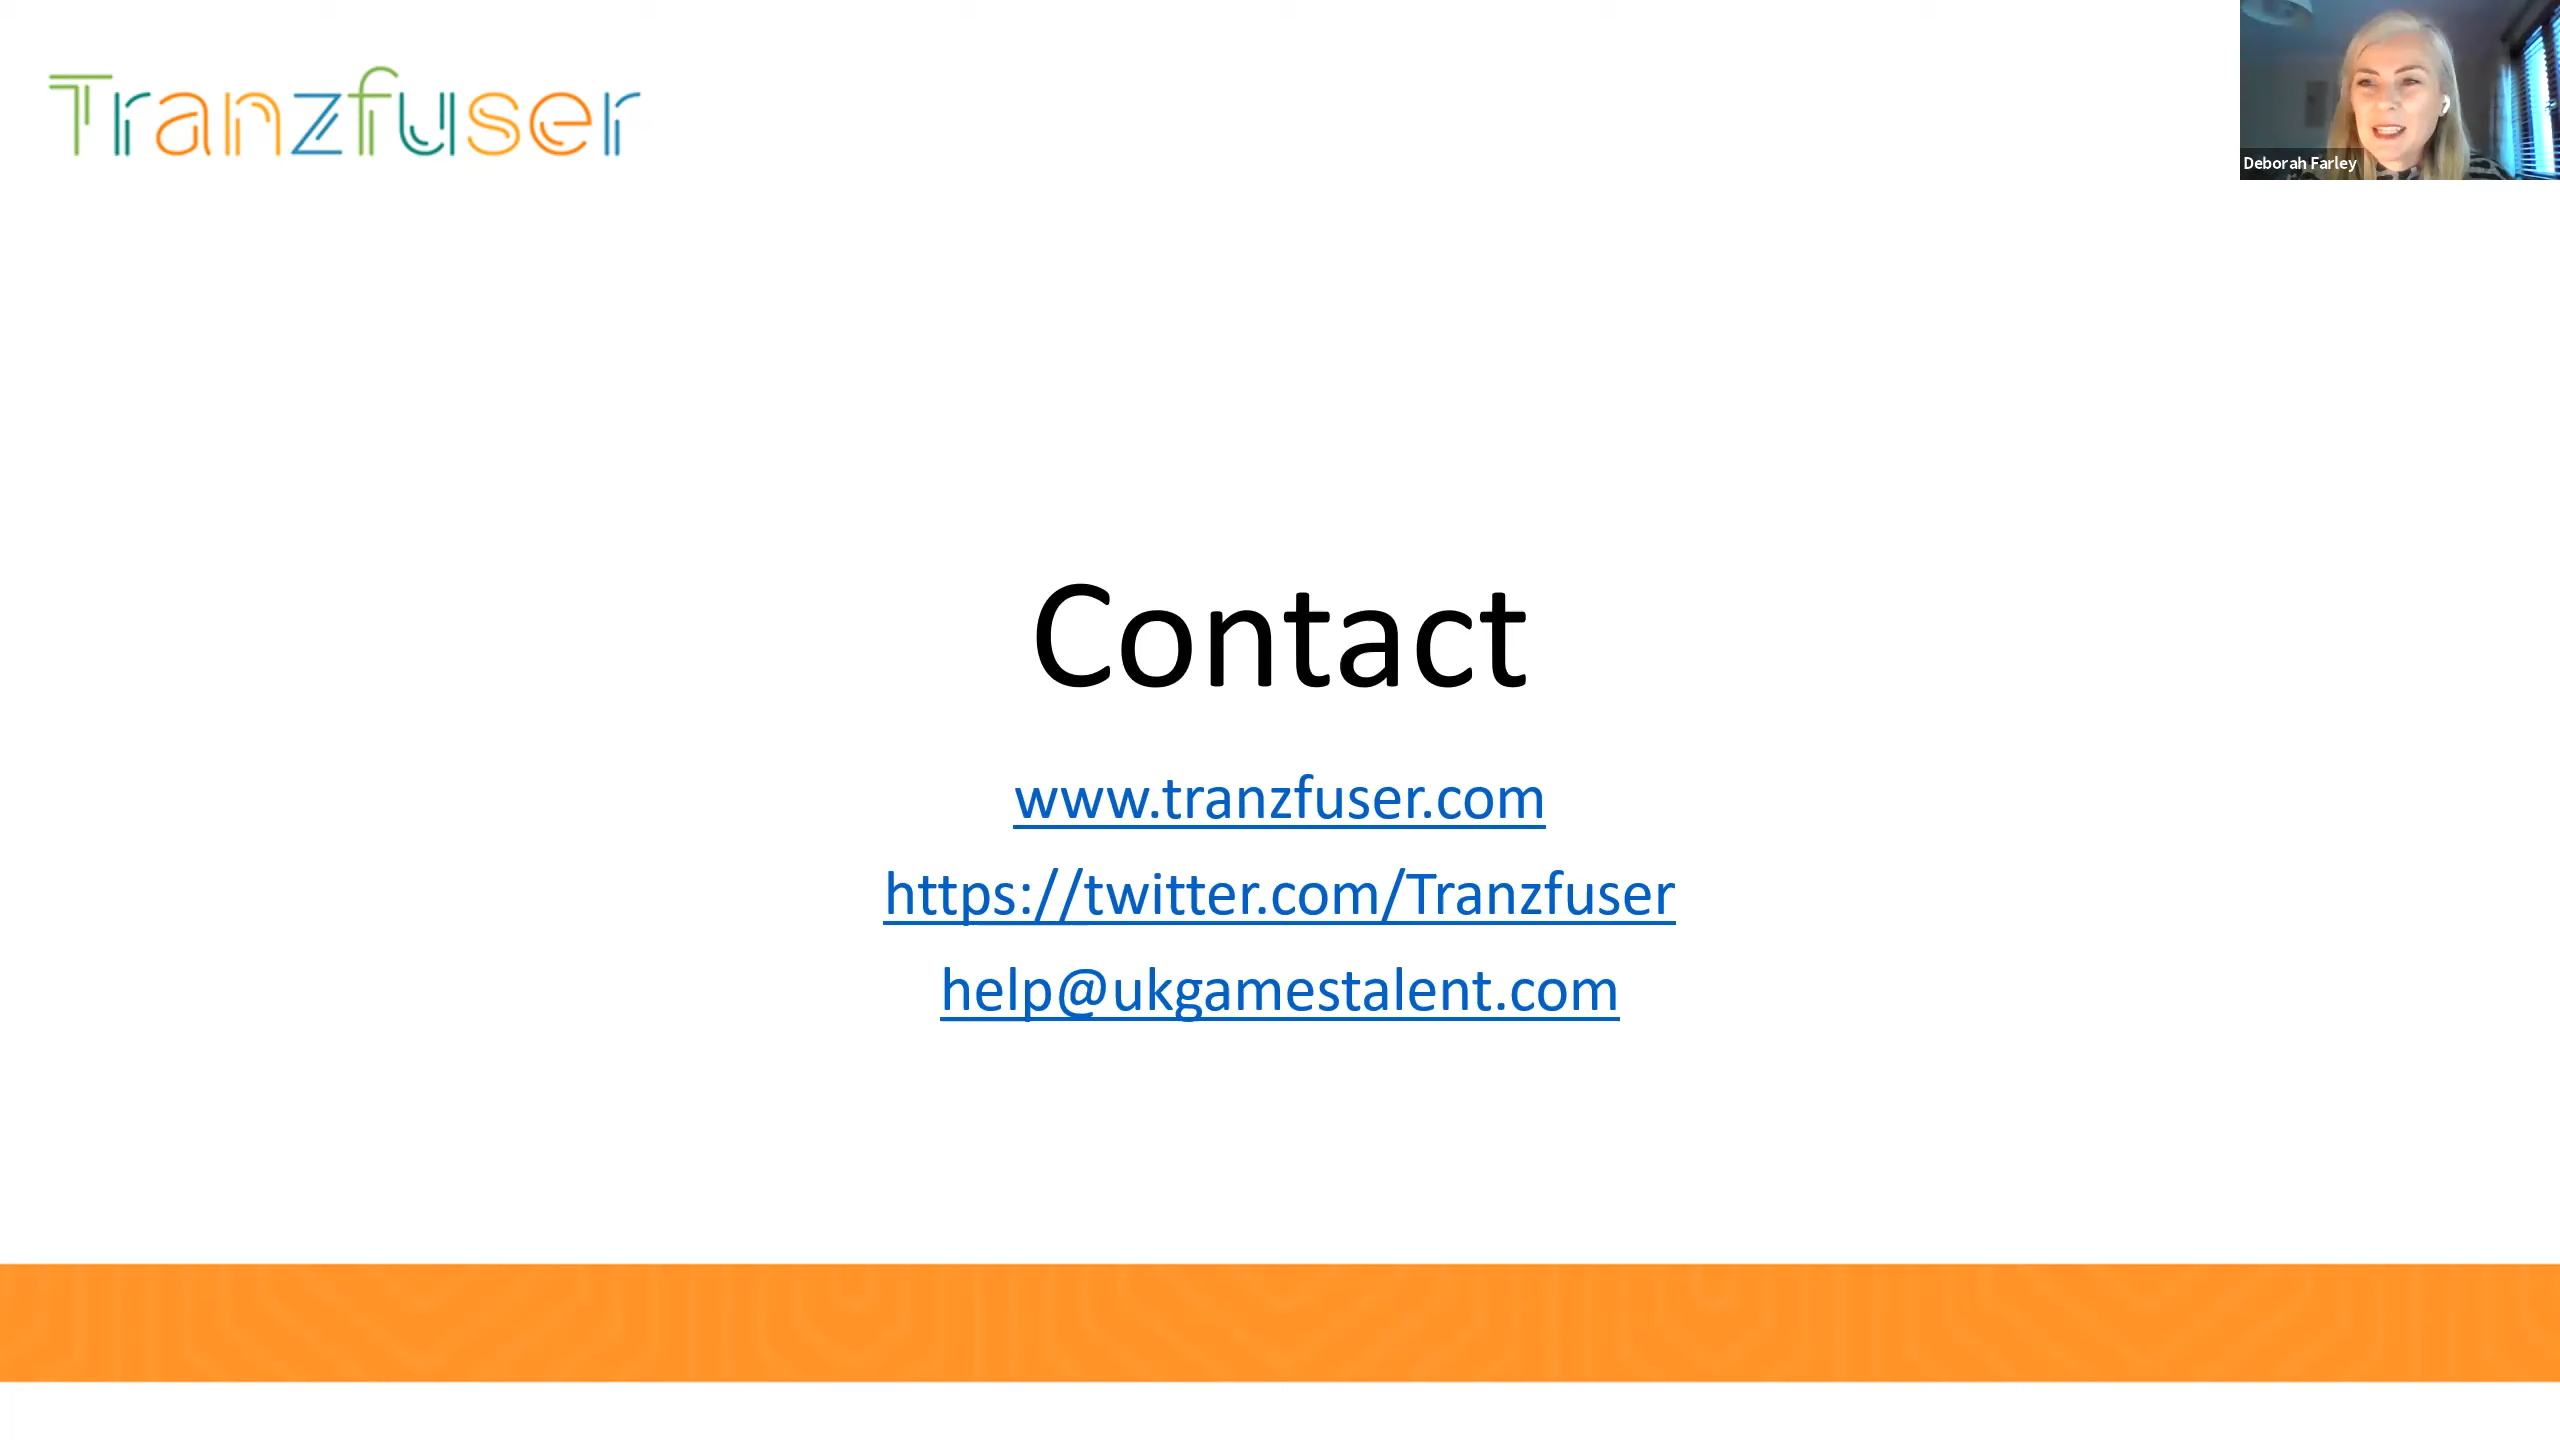 Tranzfuser
Deborah Farley
Contact
www.tranzfuser.com
https://twitter.com/Tranzfuser
help@ukgamestalent.com